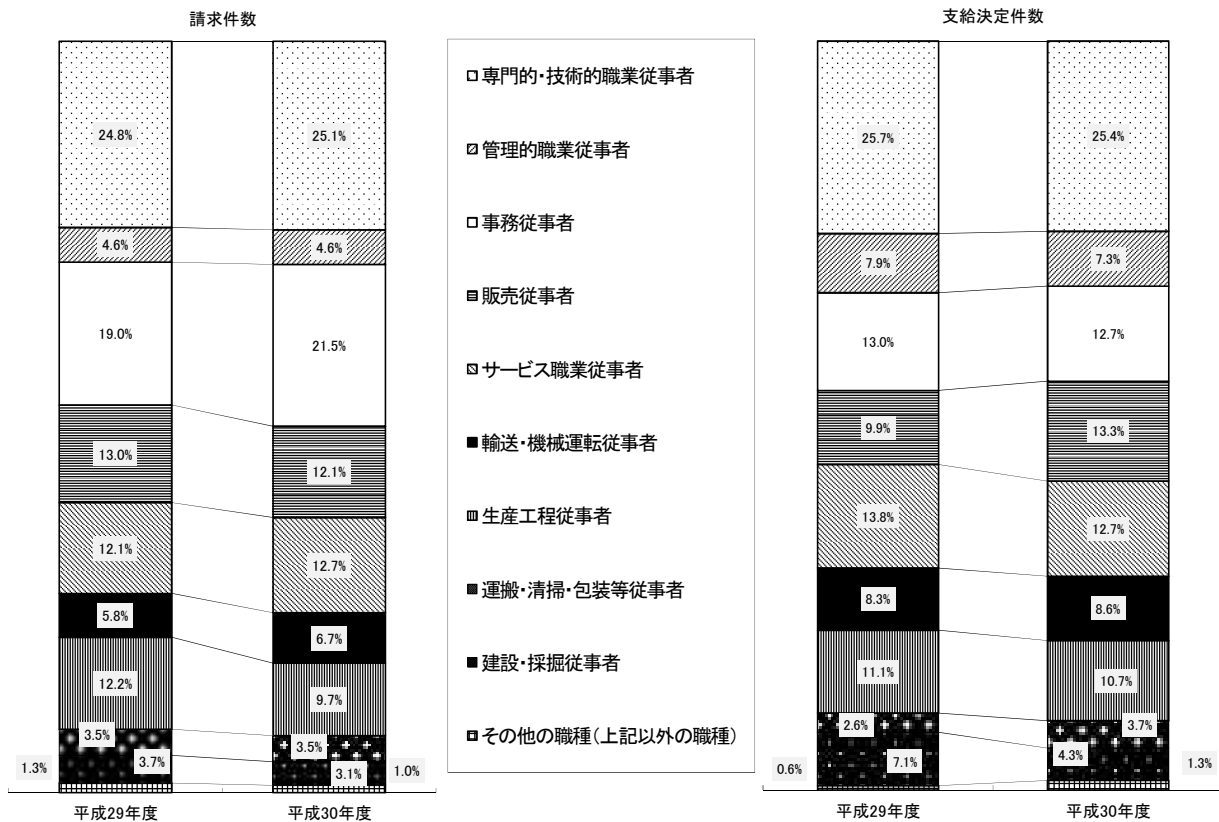 請求件数
24.8%
25.1%
4.6%
4.6%
19.0%
21.5%
13.0%
12.1%
12.1%
12.7%
5.8%
6.7%
12.2%
9.7%
3.5%
3.5%
3.7%
3.1%
1.3%
1.0%
平成29年度
平成30年度
専門的・技術的職業従事者
管理的職業従事者
事務従事者
販売従事者
サービス職業従事者
輸送・機械運転従事者
生産工程従事者
運搬・清掃・包装等従事者
建設・採掘従事者
その他の職種(上記以外の職種)
支給決定件数
25.7%
25.4%
7.9%
7.3%
13.0%
12.7%
9.9%
13.3%
13.8%
12.7%
8.3%
8.6%
11.1%
10.7%
2.6%
3.7%
7.1%
4.3%
0.6%
1.3%
平成29年度
平成30年度